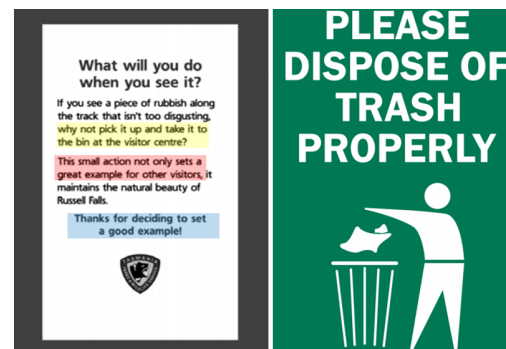 What will you do
when you see it?
If you see a piece of rubbish along
the track that isn't too disgusting,
why not pick it up and take it to
the bin at the visitor centre?
This small action not only sets a
great example for other visitors, it
maintains the natural beauty of
Russell Falls.
Thanks for deciding to set
a good example!
TASMANIA
PLEASE
DISPOSE OF
TRASH
PROPERLY